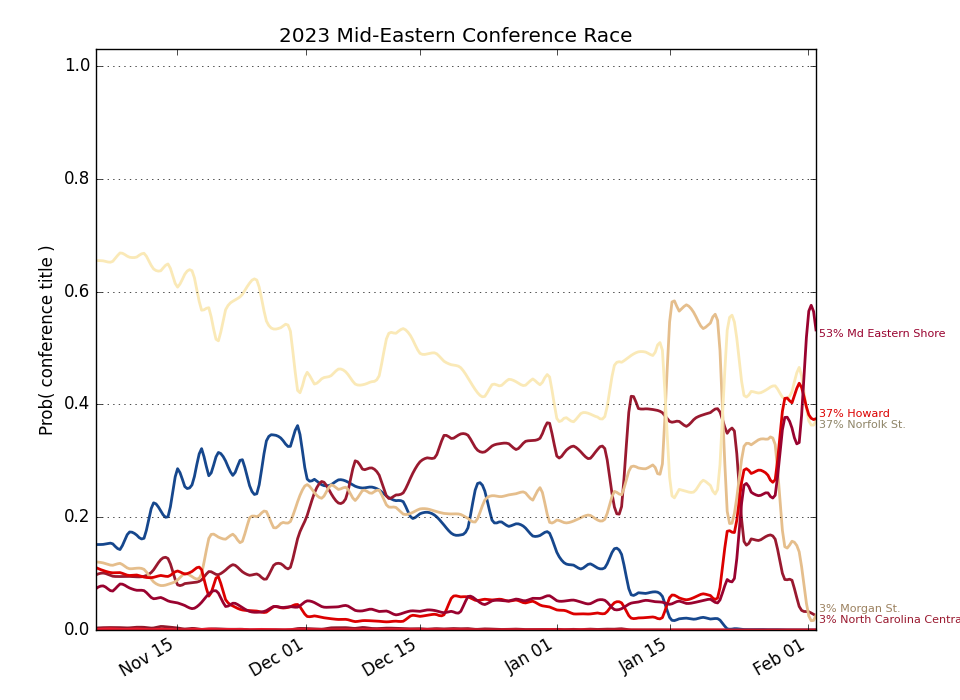 2023 Mid-Eastern Conference Race
1.0
0.8
0.6
0.4
0.2
0.0
Prob( conference title )
53% Md Eastern Shore
37% Howard
37% Norfolk St.
3% Morgan St.
3% North Carolina Centra
Nov 15
Dec 01
Dec 15
Jan 01
Jan 15
Feb 01